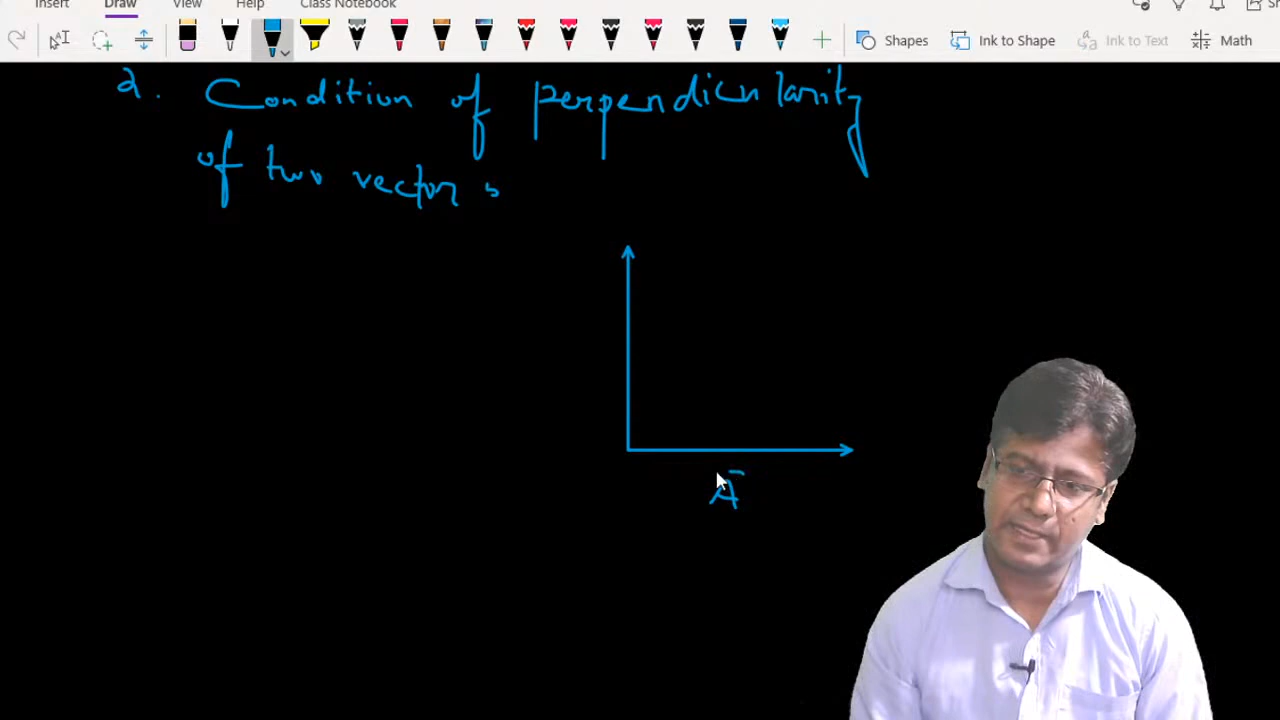 Insert Draw View Help Class Notebook
Shapes Ink to Shape Ink to Text Math
2. Condition of perpendicularity
of two vectors
Ā